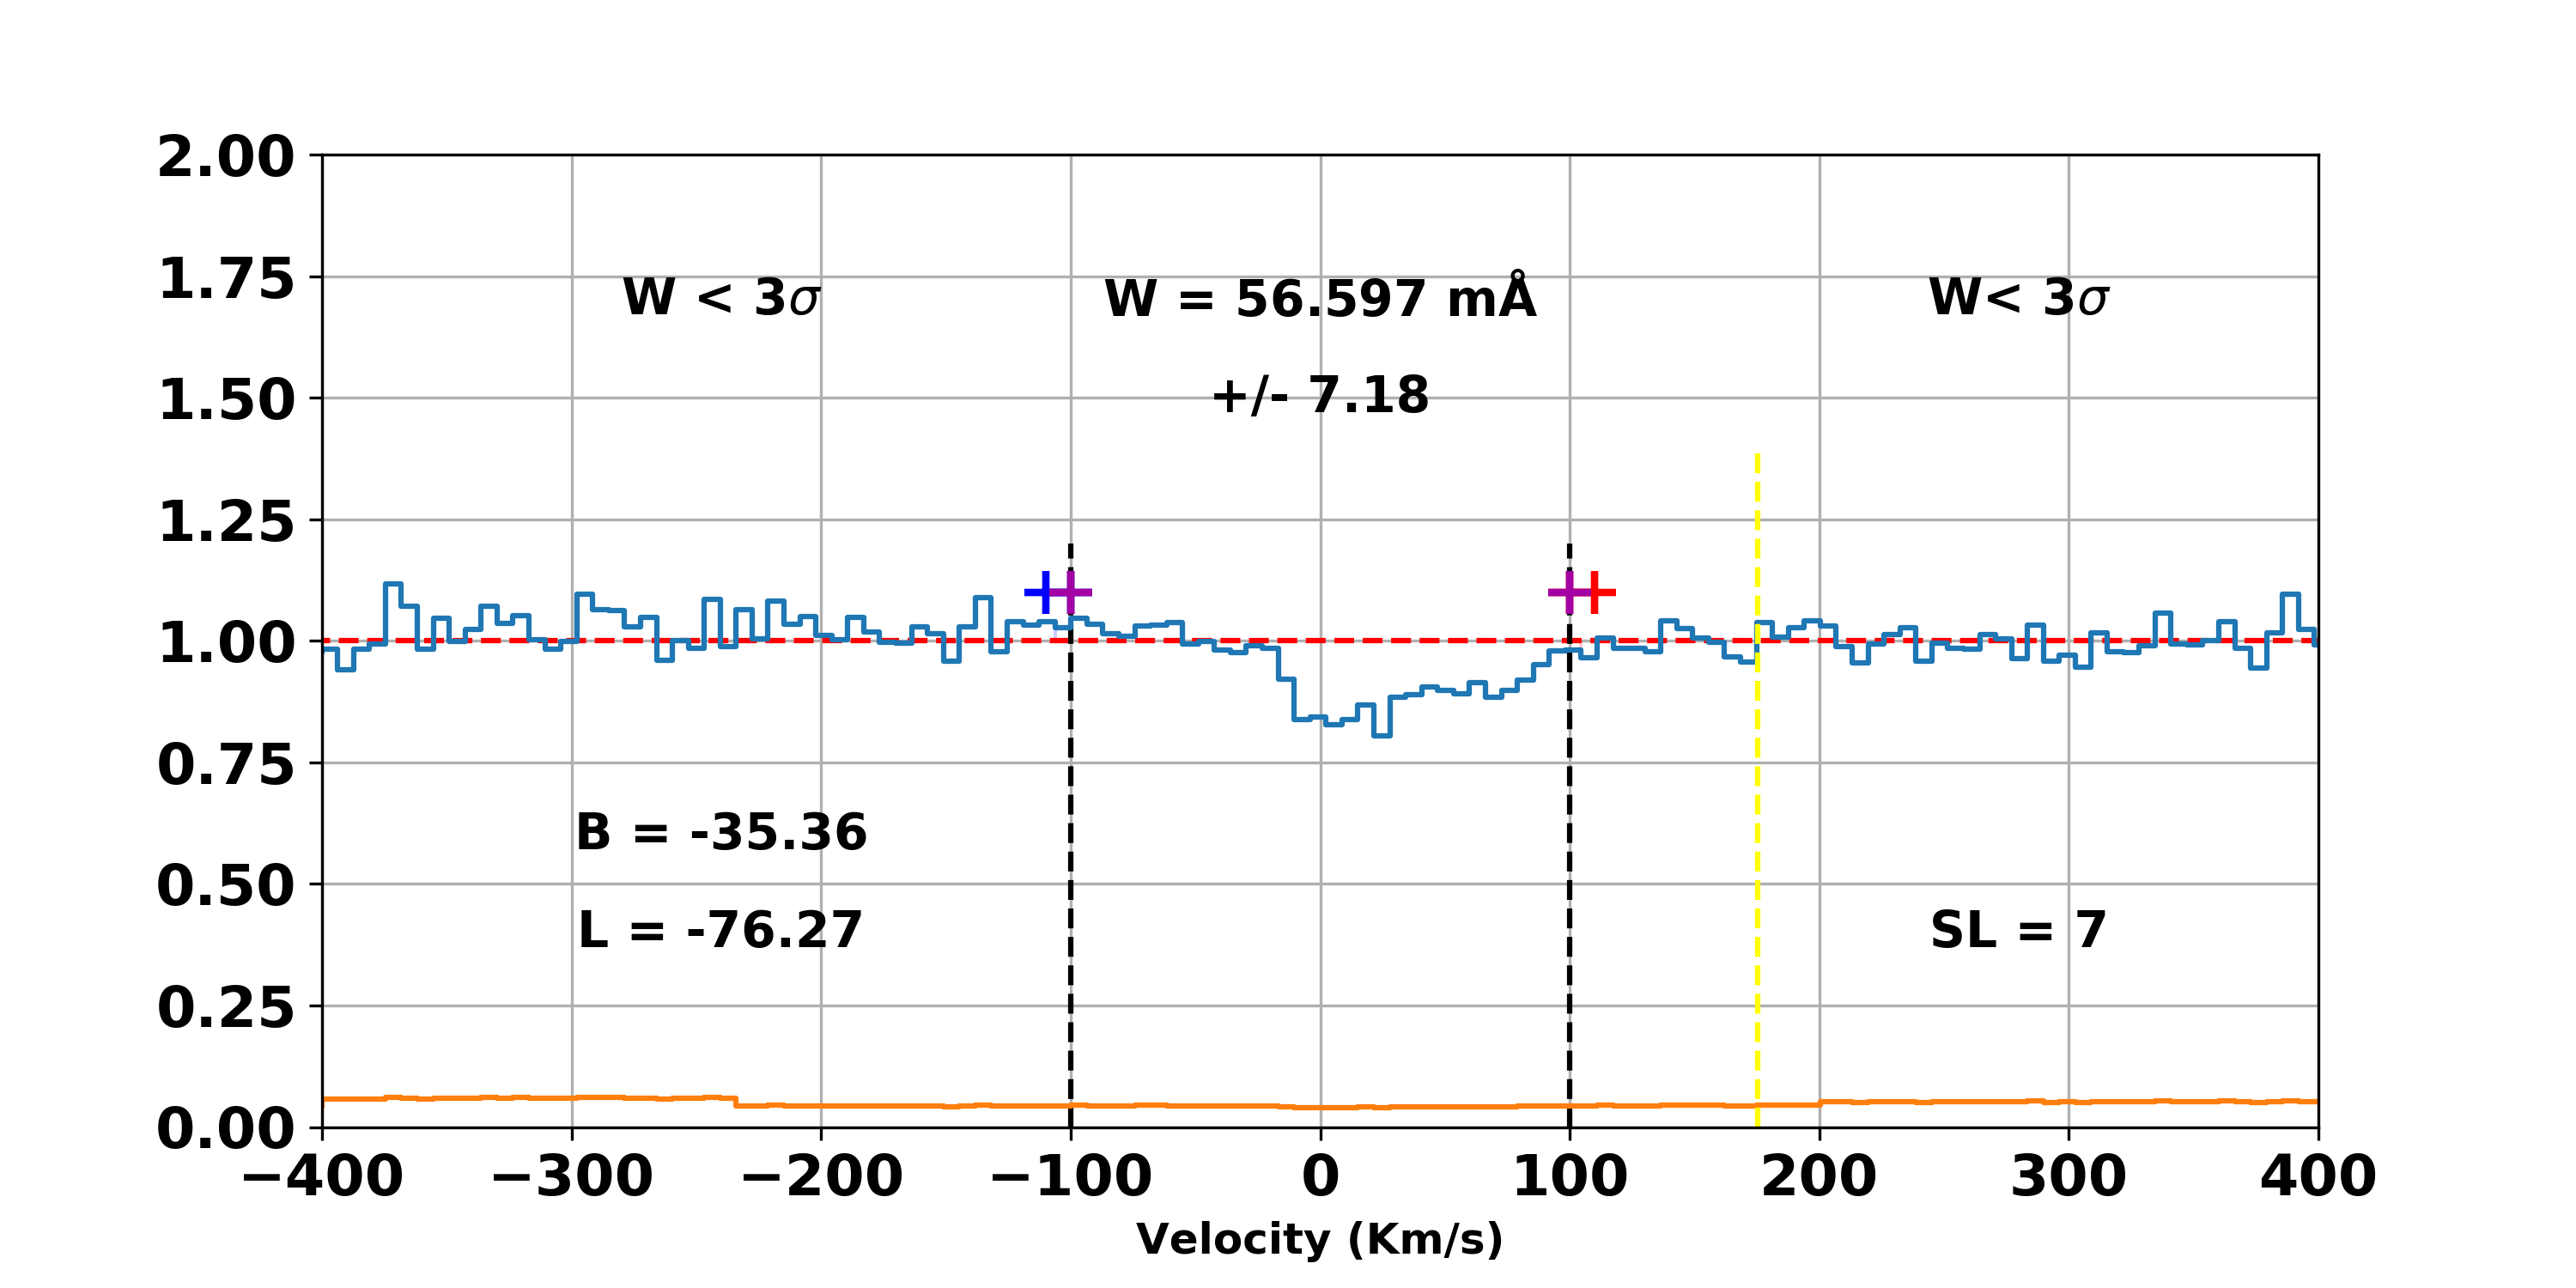 2.00
1.75
1.50
1.25
1.00
0.75
0.50
0.25
0.00
W < 3σ
W = 56.597 mÅ
+/- 7.18
W< 3σ
B = -35.36
L = -76.27
SL = 7
−400 −300 −200 −100 0 100 200 300 400
Velocity (Km/s)